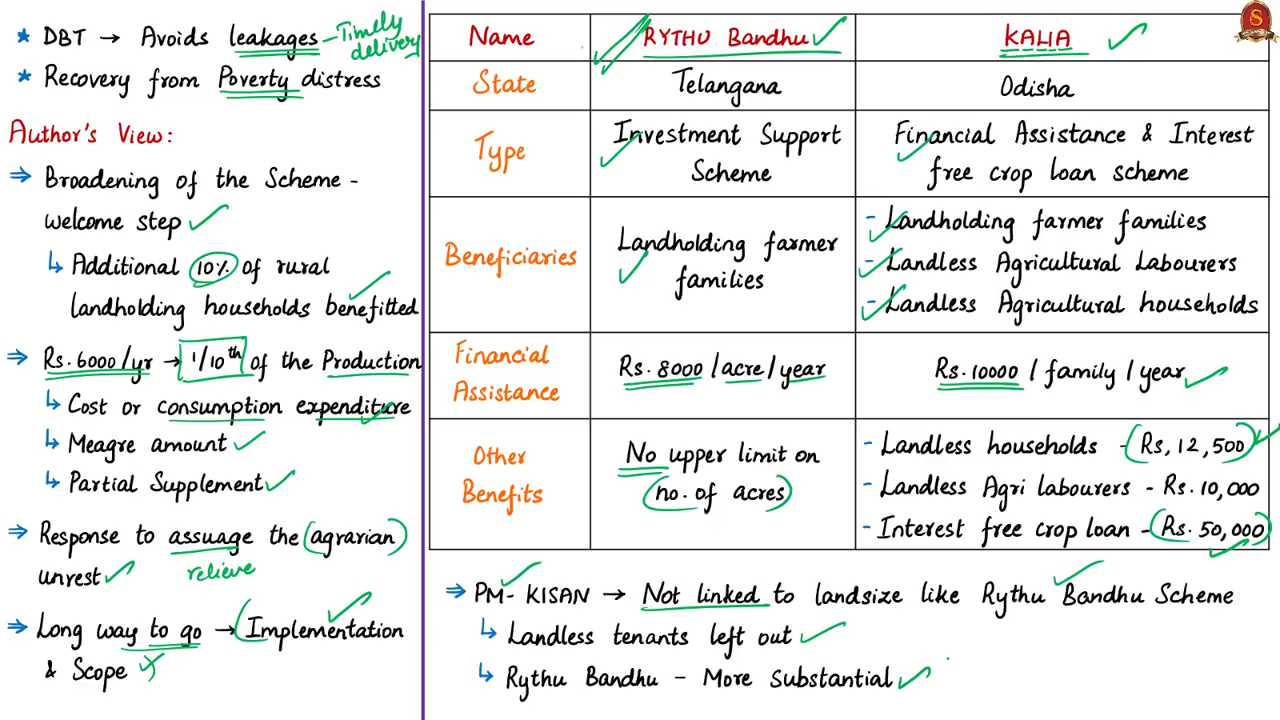 * DBT → Avoids leakages - Timely delivery
* Recovery from Poverty distress
Author's View:
⇒ Broadening of the Scheme -
welcome step
↳ Additional 10% of rural
landholding households benefitted
⇒ Rs. 6000/yr → 1/10th of the Production
↳ Cost or consumption expenditure
↳ Meagre amount
↳ Partial Supplement
⇒ Response to assuage the (agrarian)
unrest
relieve
⇒ Long way to go → Implementation
& Scope
Name
RYTHU Bandhu
KALIA
State
Telangana
Odisha
Type
Investment Support
Scheme
Financial Assistance & Interest
free crop loan scheme
Beneficiaries
Landholding farmer
families
- Landholding farmer families
- Landless Agricultural Labourers
- Landless Agricultural households
Financial
Assistance
Rs. 8000 / acre / year
Rs. 10000 / family / year
Other
Benefits
No upper limit on
(no. of acres)
- Landless households - (Rs, 12,500)
- Landless Agri labourers - Rs. 10,000
- Interest free crop loan - (Rs. 50,000)
⇒ PM-KISAN → Not linked to landsize like Rythu Bandhu Scheme
↳ Landless tenants left out
↳ Rythu Bandhu - More Substantial
S